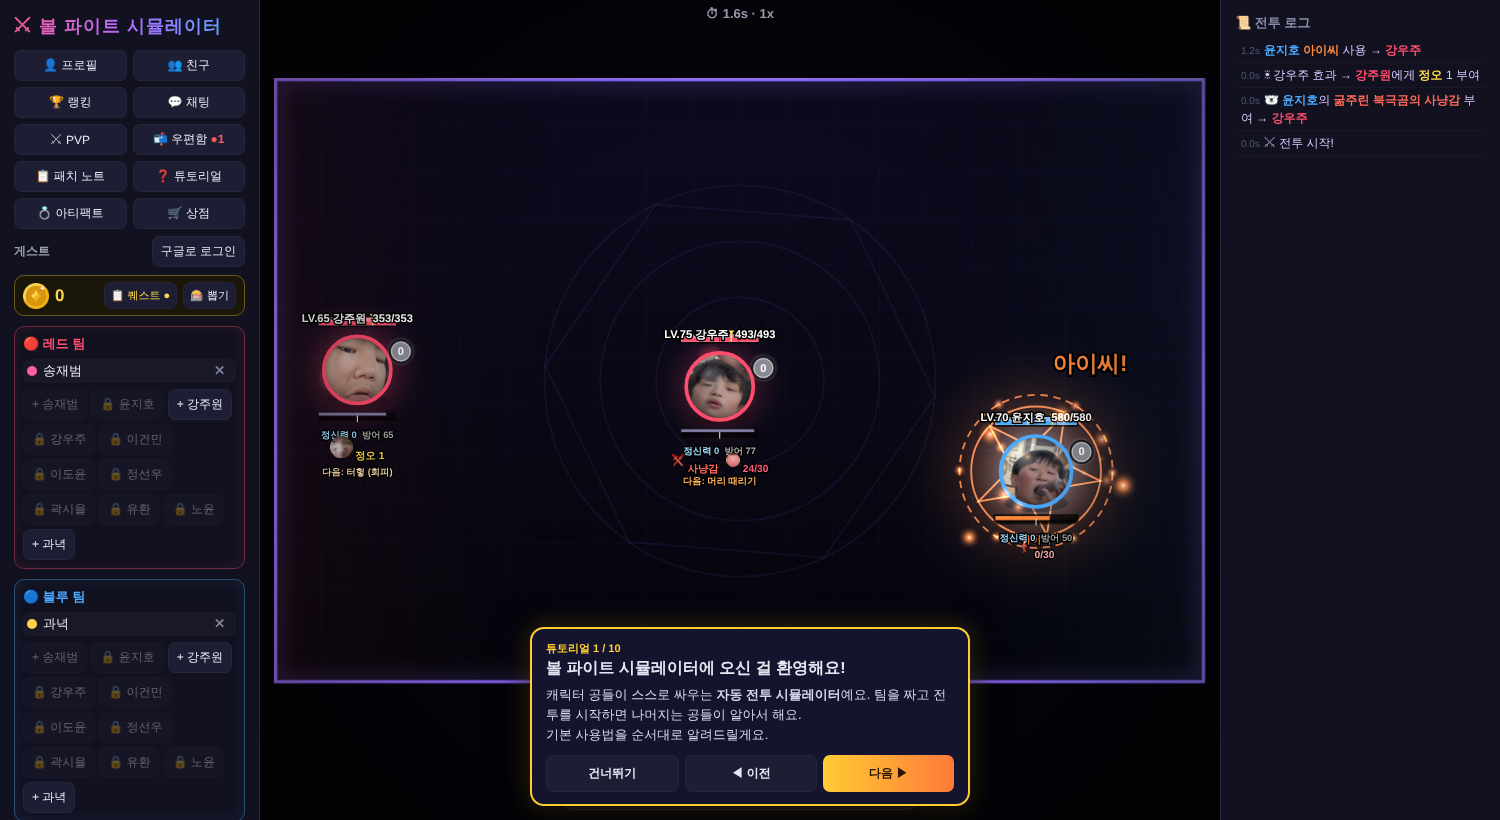 ⚔ 볼 파이트 시뮬레이터
👤 프로필
👥 친구
🏆 랭킹
💬 채팅
⚔ PVP
📬 우편함 ●1
📋 패치 노트
❓ 튜토리얼
💍 아티팩트
🛒 상점
게스트
구글로 로그인
0
📋 퀘스트 ●
🎰 뽑기
🔴 레드 팀
송재범 ✕
+ 송재범
🔒 윤지호
+ 강주원
🔒 강우주
🔒 이건민
🔒 이도윤
🔒 정선우
🔒 곽시율
🔒 유환
🔒 노윤
+ 과녁
🔵 블루 팀
과녁 ✕
+ 송재범
🔒 윤지호
+ 강주원
🔒 강우주
🔒 이건민
🔒 이도윤
🔒 정선우
🔒 곽시율
🔒 유환
🔒 노윤
+ 과녁
⏱ 1.6s · 1x
LV.65 강주원 353/353
0
정신력 0 방어 65
정오 1
다음: 터헣 (회피)
LV.75 강우주 493/493
0
정신력 0 방어 77
사냥감 24/30
다음: 머리 때리기
아이씨!
LV.70 윤지호 580/580
0
정신력 0 방어 50
0/30
튜토리얼 1 / 10
볼 파이트 시뮬레이터에 오신 걸 환영해요!
캐릭터 공들이 스스로 싸우는 자동 전투 시뮬레이터예요. 팀을 짜고 전
투를 시작하면 나머지는 공들이 알아서 해요.
기본 사용법을 순서대로 알려드릴게요.
건너뛰기
◀ 이전
다음 ▶
📜 전투 로그
1.2s 윤지호 아이씨 사용 → 강우주
0.0s 강우주 효과 → 강주원에게 정오 1 부여
0.0s 🐻‍❄️ 윤지호의 굶주린 북극곰의 사냥감 부
여 → 강우주
0.0s ⚔ 전투 시작!